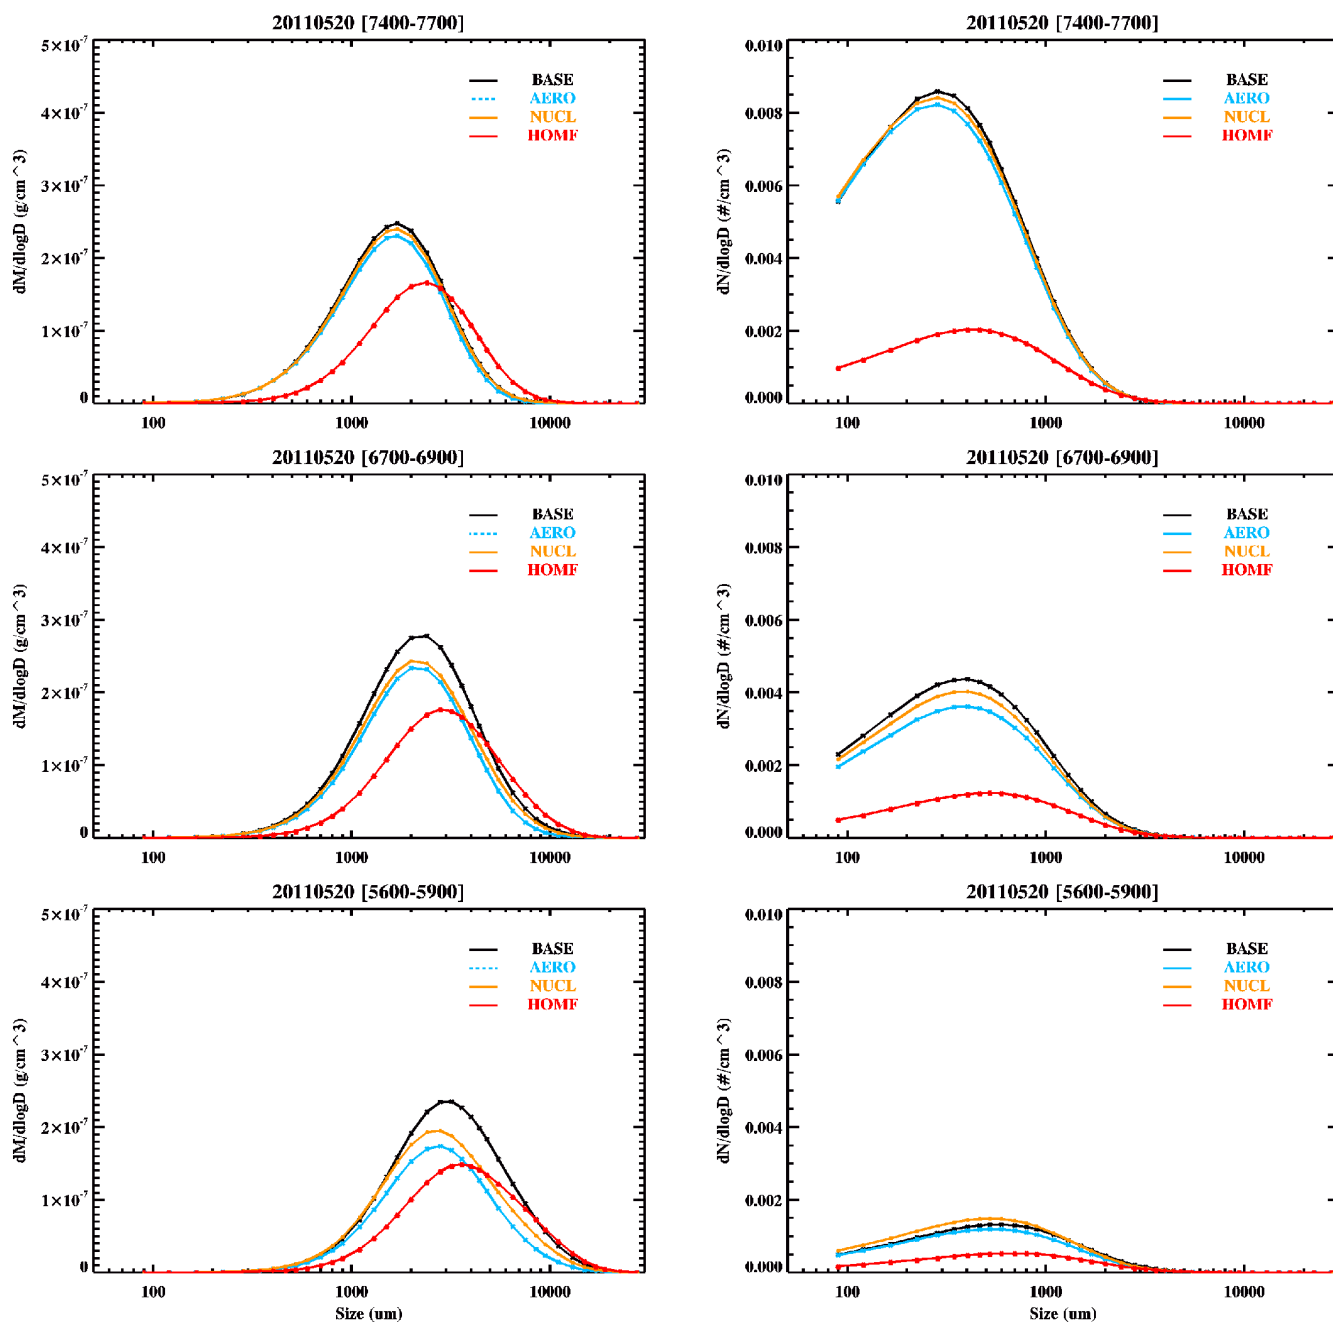 20110520 [7400-7700]
5×10-7
4×10-7
3×10-7
2×10-7
1×10-7
0
dM/dlogD (g/cm^3)
BASE
AERO
NUCL
HOMF
100
1000
10000
20110520 [7400-7700]
0.010
0.008
0.006
0.004
0.002
0.000
dN/dlogD (#/cm^3)
BASE
AERO
NUCL
HOMF
100
1000
10000
20110520 [6700-6900]
5×10-7
4×10-7
3×10-7
2×10-7
1×10-7
0
dM/dlogD (g/cm^3)
BASE
AERO
NUCL
HOMF
100
1000
10000
20110520 [6700-6900]
0.010
0.008
0.006
0.004
0.002
0.000
dN/dlogD (#/cm^3)
BASE
AERO
NUCL
HOMF
100
1000
10000
20110520 [5600-5900]
5×10-7
4×10-7
3×10-7
2×10-7
1×10-7
0
dM/dlogD (g/cm^3)
BASE
AERO
NUCL
HOMF
100
1000
10000
Size (um)
20110520 [5600-5900]
0.010
0.008
0.006
0.004
0.002
0.000
dN/dlogD (#/cm^3)
BASE
AERO
NUCL
HOMF
100
1000
10000
Size (um)